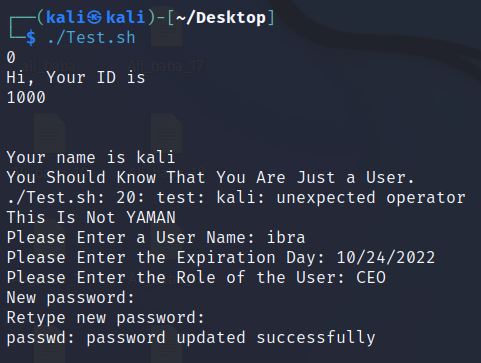 ┌──(kali㉿kali)-[~/Desktop]
└─$ ./Test.sh
0
Hi, Your ID is
1000
Your name is kali
You Should Know That You Are Just a User.
./Test.sh: 20: test: kali: unexpected operator
This Is Not YAMAN
Please Enter a User Name: ibra
Please Enter the Expiration Day: 10/24/2022
Please Enter the Role of the User: CEO
New password:
Retype new password:
passwd: password updated successfully